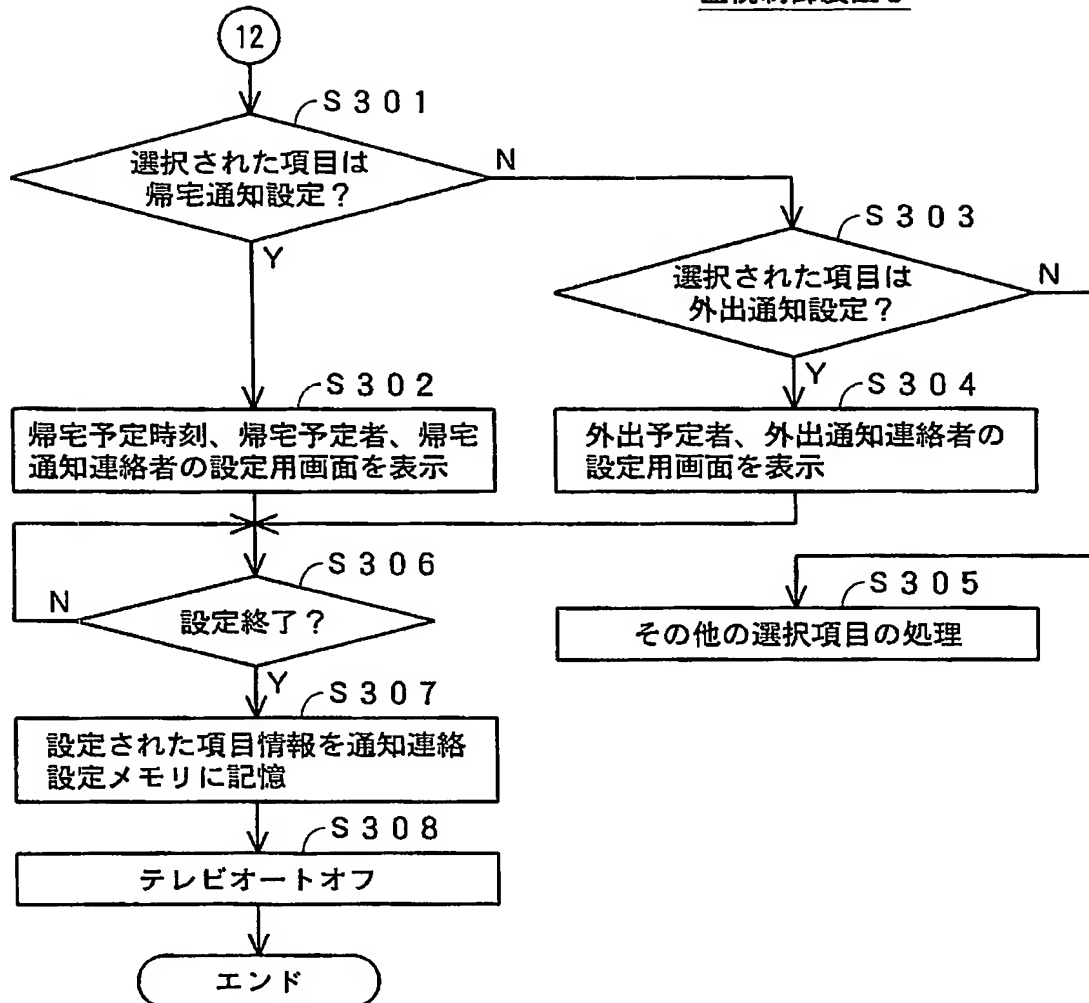 12
S301
選択された項目は
帰宅通知設定?
N
Y
S303
選択された項目は
外出通知設定?
N
Y
S302
帰宅予定時刻、帰宅予定者、帰宅
通知連絡者の設定用画面を表示
S304
外出予定者、外出通知連絡者の
設定用画面を表示
S306
設定終了?
N
Y
S305
その他の選択項目の処理
S307
設定された項目情報を通知連絡
設定メモリに記憶
S308
テレビオートオフ
エンド